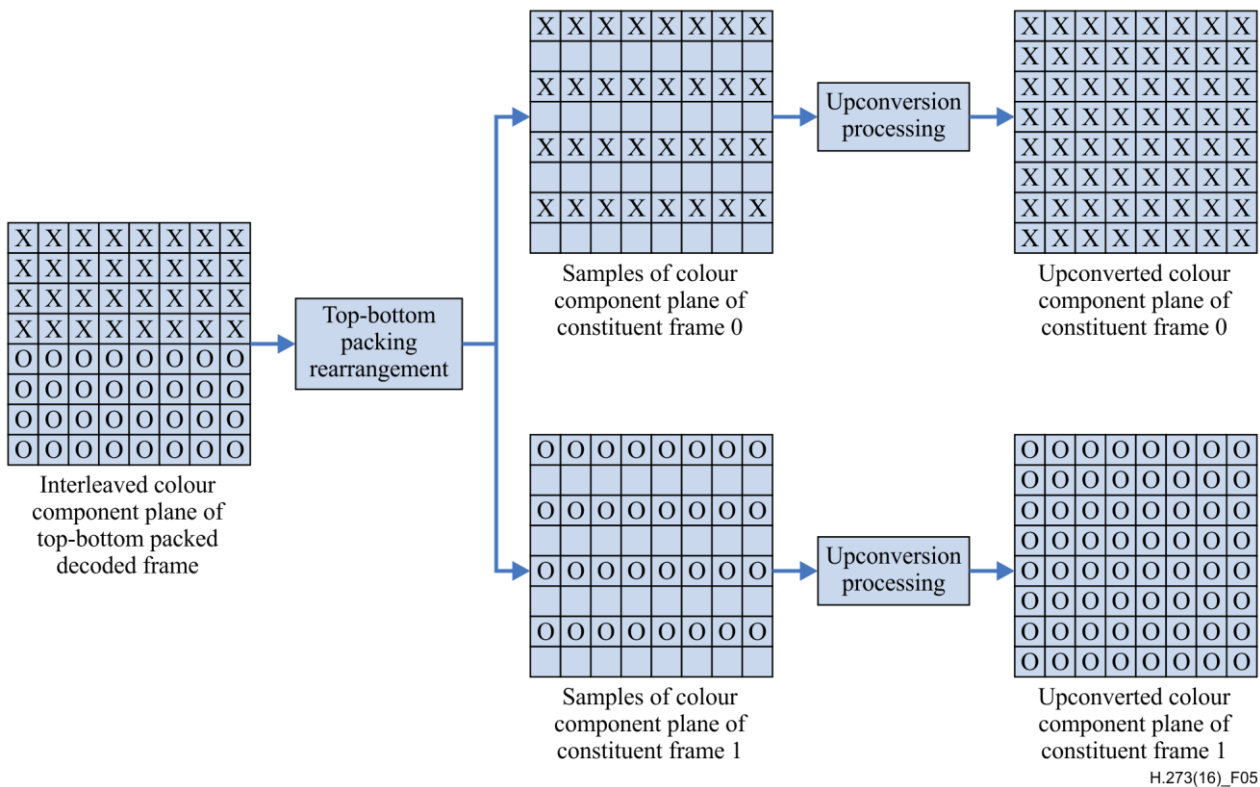 X X X X X X X X
X X X X X X X X
X X X X X X X X
X X X X X X X X
O O O O O O O O
O O O O O O O O
O O O O O O O O
O O O O O O O O
Interleaved colour
component plane of
top-bottom packed
decoded frame
Top-bottom
packing
rearrangement
X X X X X X X X
X X X X X X X X
X X X X X X X X
X X X X X X X X
Samples of colour
component plane of
constituent frame 0
Upconversion
processing
X X X X X X X X
X X X X X X X X
X X X X X X X X
X X X X X X X X
X X X X X X X X
X X X X X X X X
X X X X X X X X
X X X X X X X X
Upconverted colour
component plane of
constituent frame 0
O O O O O O O O
O O O O O O O O
O O O O O O O O
O O O O O O O O
Samples of colour
component plane of
constituent frame 1
Upconversion
processing
O O O O O O O O
O O O O O O O O
O O O O O O O O
O O O O O O O O
O O O O O O O O
O O O O O O O O
O O O O O O O O
O O O O O O O O
Upconverted colour
component plane of
constituent frame 1
H.273(16)_F05